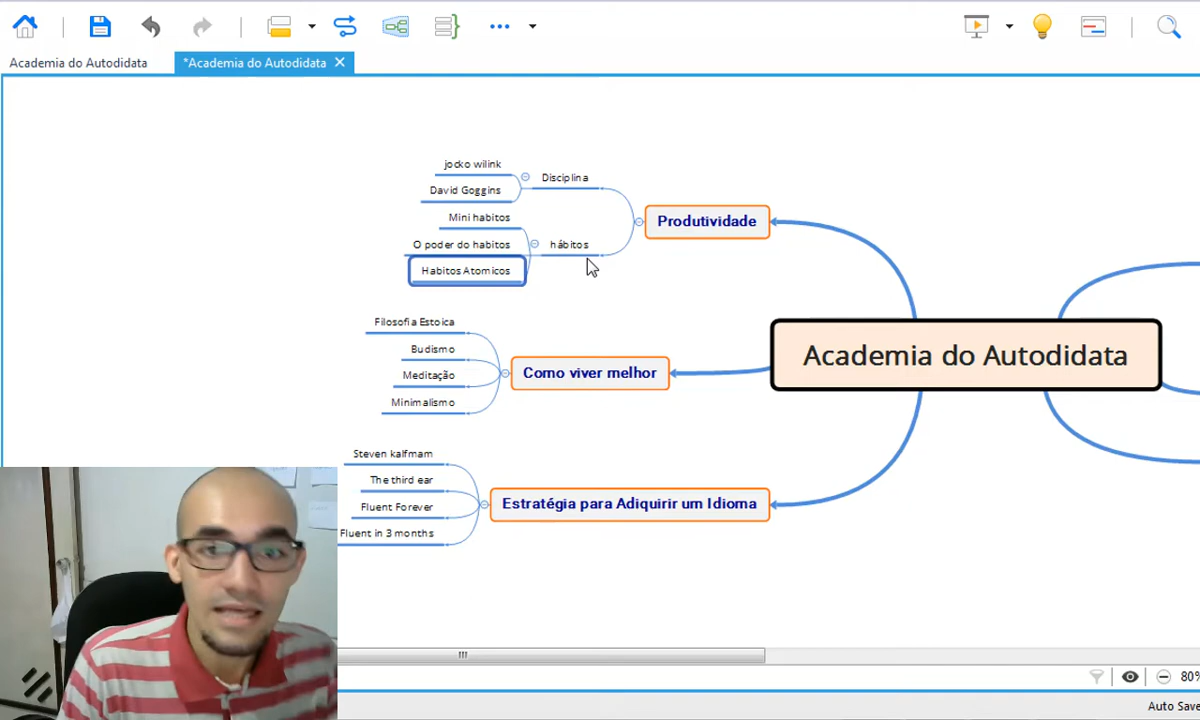 Academia do Autodidata
*Academia do Autodidata
jocko wilink
David Goggins
Disciplina
Mini habitos
O poder do habitos
Habitos Atomicos
hábitos
Produtividade
Filosofia Estoica
Budismo
Meditação
Minimalismo
Como viver melhor
Academia do Autodidata
Steven kalfmam
The third ear
Fluent Forever
Fluent in 3 months
Estratégia para Adiquirir um Idioma
80%
Auto Save